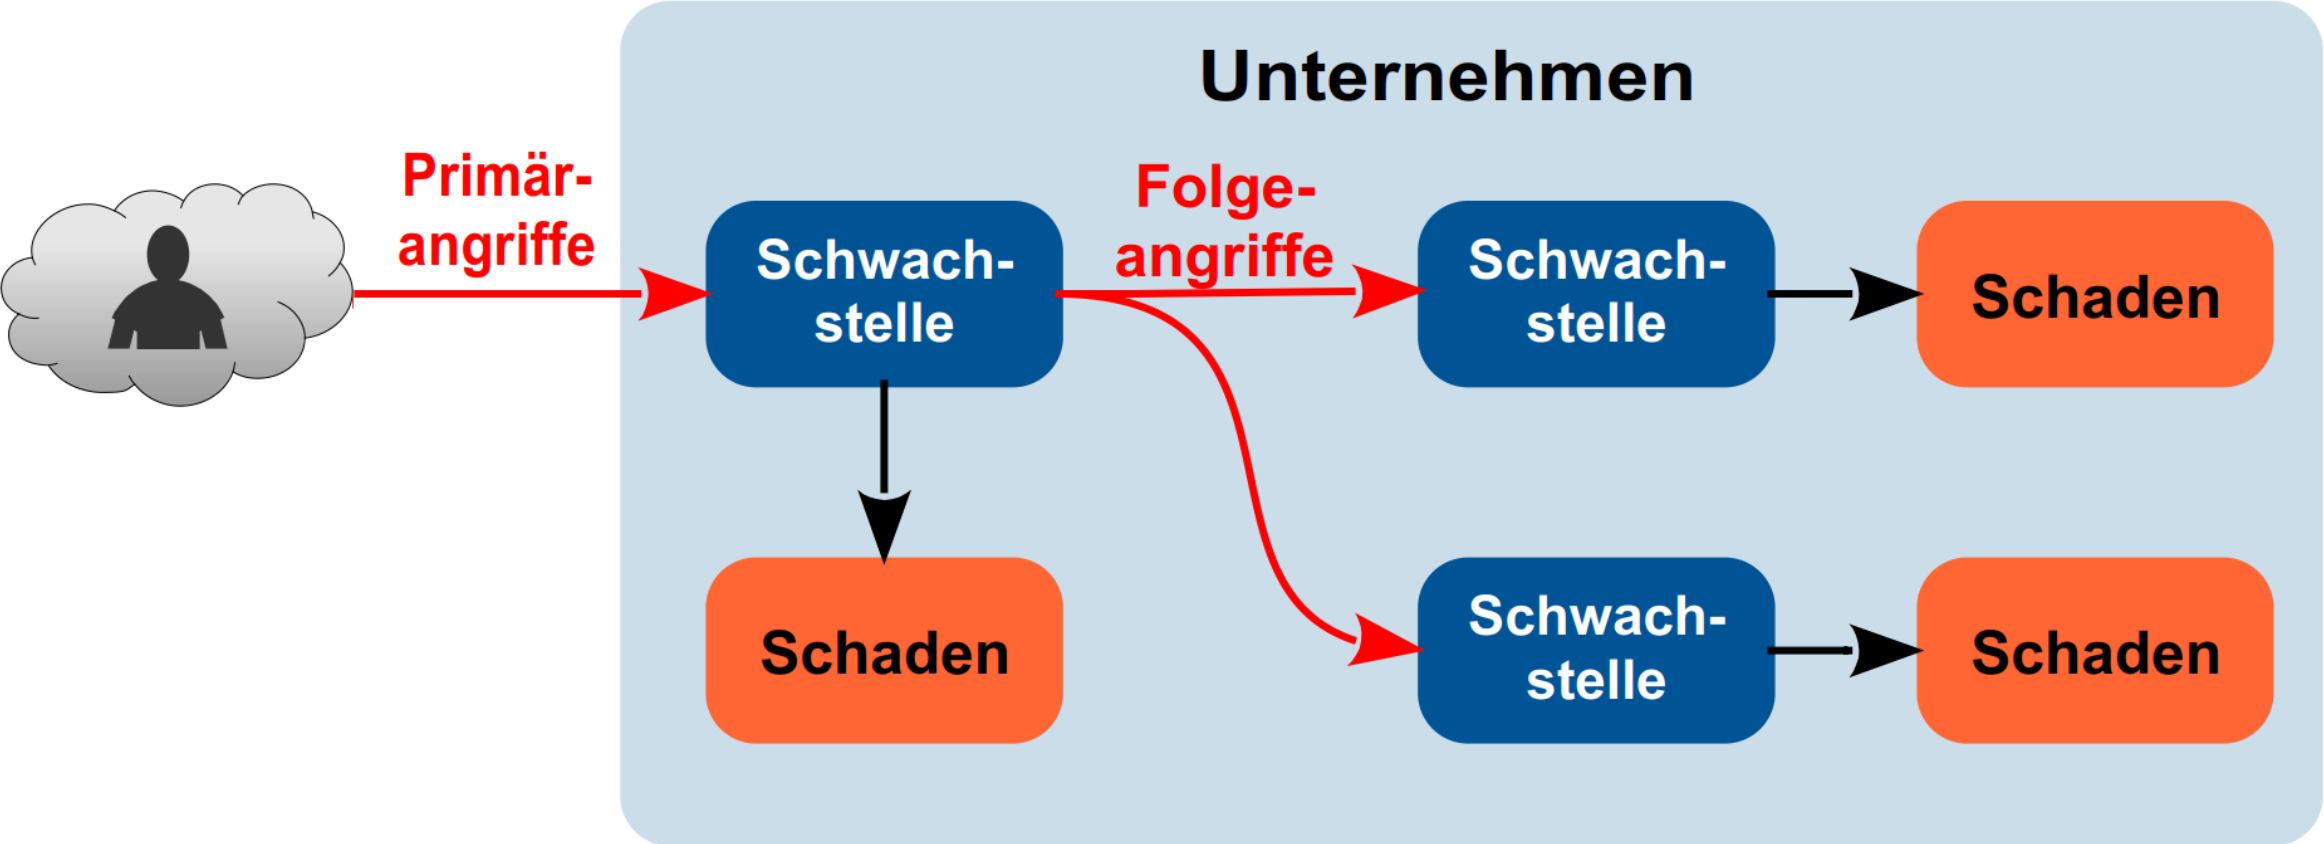 Unternehmen
Primär-
angriffe
Schwach-
stelle
Folge-
angriffe
Schwach-
stelle
Schaden
Schaden
Schwach-
stelle
Schaden